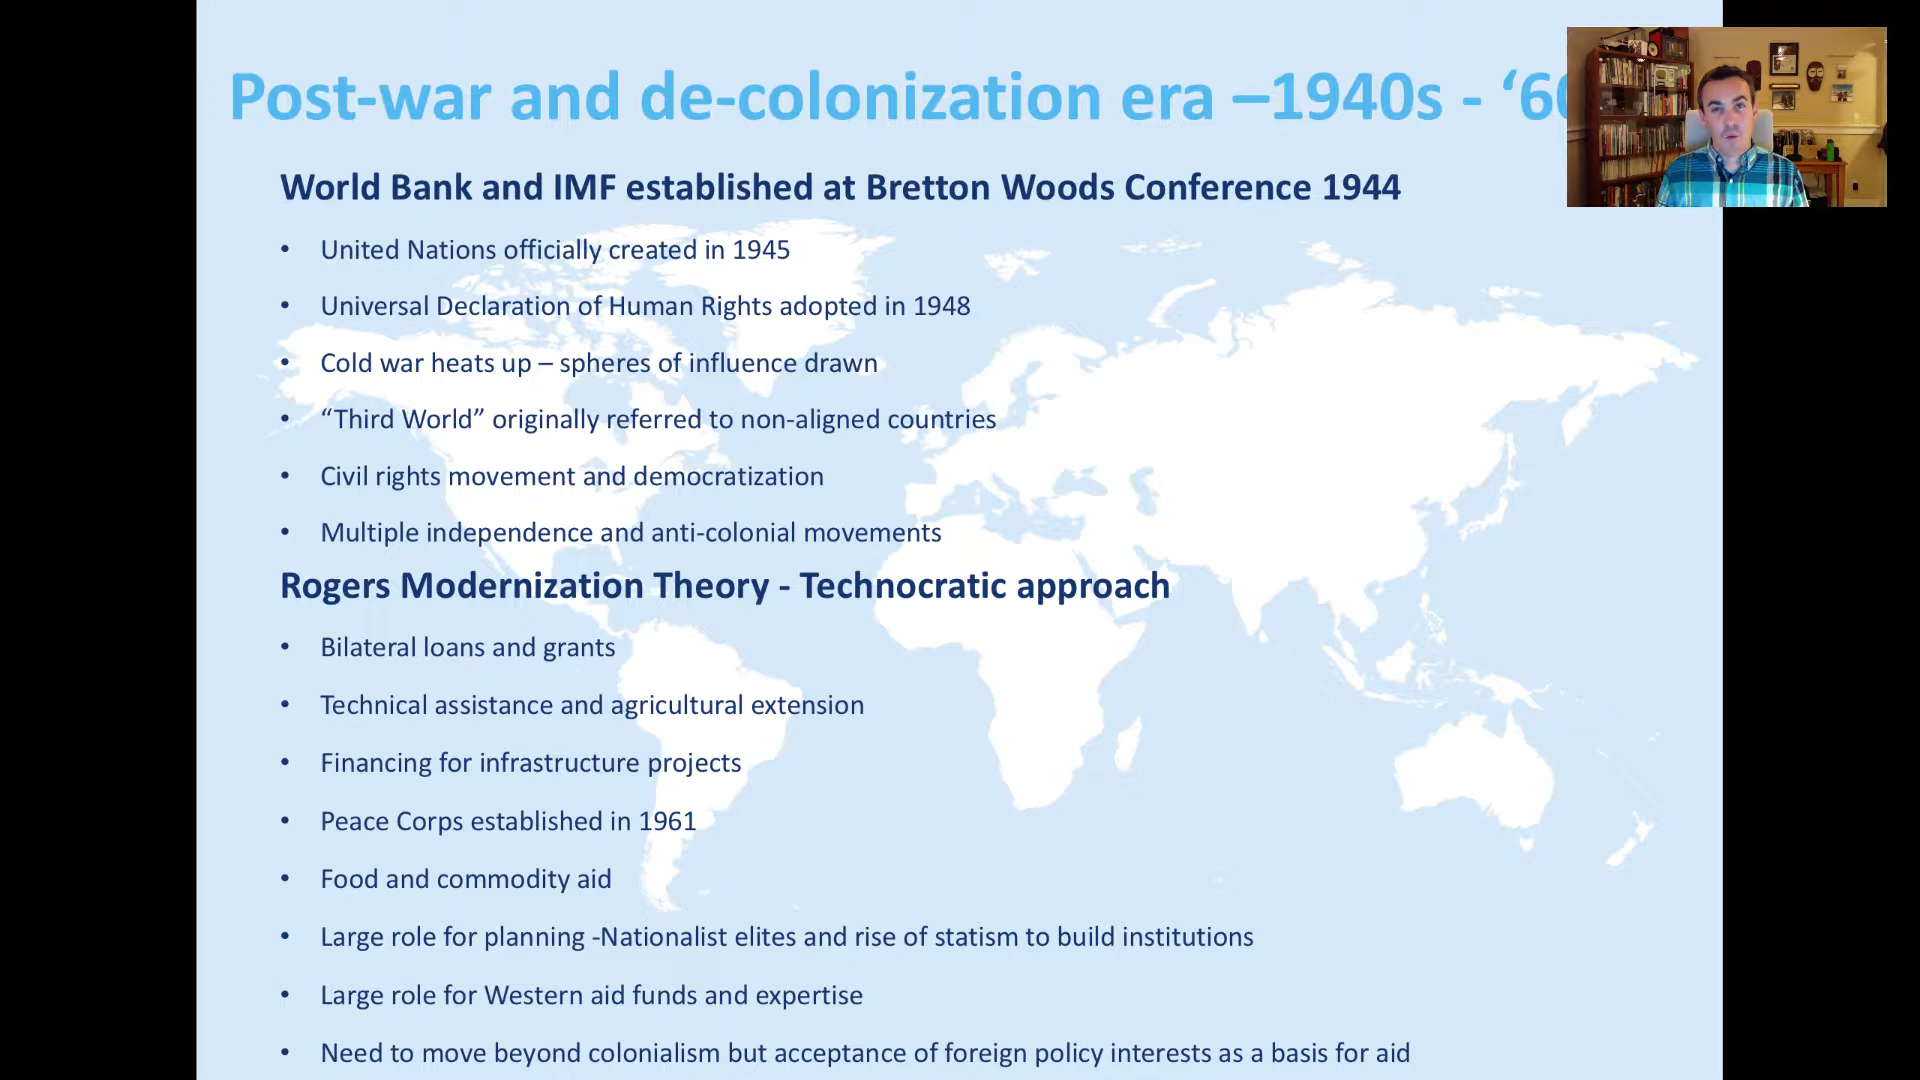 Post-war and de-colonization era –1940s - ‘60
World Bank and IMF established at Bretton Woods Conference 1944
• United Nations officially created in 1945
• Universal Declaration of Human Rights adopted in 1948
• Cold war heats up – spheres of influence drawn
• “Third World” originally referred to non-aligned countries
• Civil rights movement and democratization
• Multiple independence and anti-colonial movements
Rogers Modernization Theory - Technocratic approach
• Bilateral loans and grants
• Technical assistance and agricultural extension
• Financing for infrastructure projects
• Peace Corps established in 1961
• Food and commodity aid
• Large role for planning -Nationalist elites and rise of statism to build institutions
• Large role for Western aid funds and expertise
• Need to move beyond colonialism but acceptance of foreign policy interests as a basis for aid